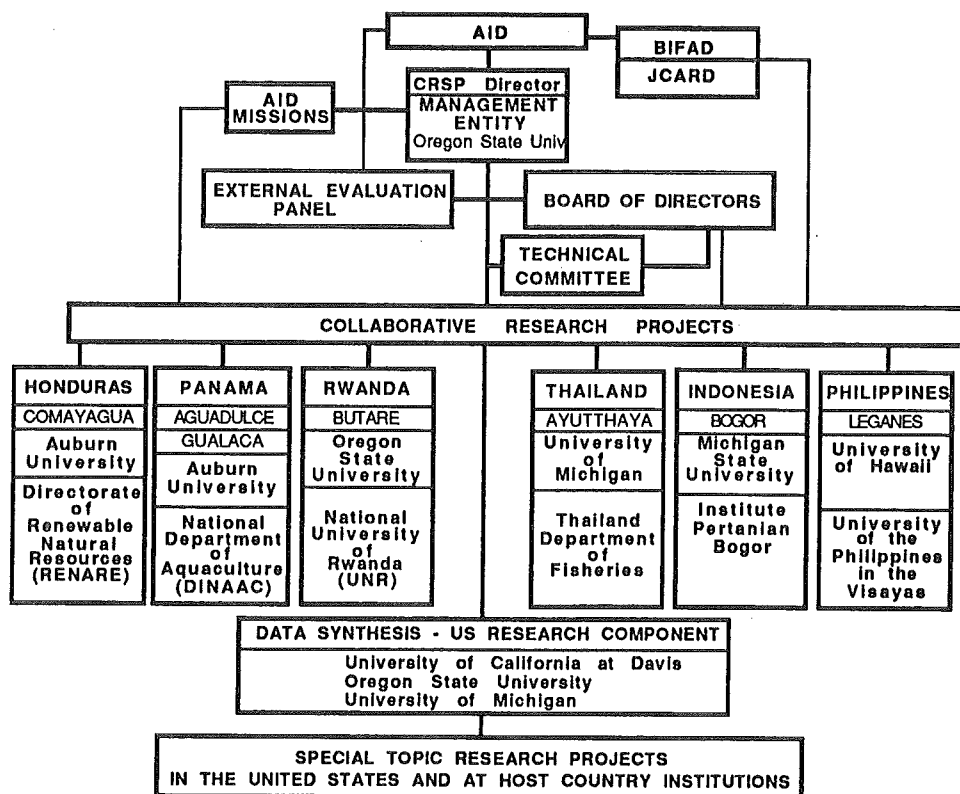 AID
BIFAD
JCARD
CRSP Director
MANAGEMENT
ENTITY
Oregon State Univ
AID
MISSIONS
EXTERNAL EVALUATION
PANEL
BOARD OF DIRECTORS
TECHNICAL
COMMITTEE
COLLABORATIVE RESEARCH PROJECTS
HONDURAS
COMAYAGUA
Auburn
University
Directorate
of
Renewable
Natural
Resources
(RENARE)
PANAMA
AGUADULCE
GUALACA
Auburn
University
National
Department
of
Aquaculture
(DINAAC)
RWANDA
BUTARE
Oregon
State
University
National
University
of
Rwanda
(UNR)
THAILAND
AYUTTHAYA
University
of
Michigan
Thailand
Department
of
Fisheries
INDONESIA
BOGOR
Michigan
State
University
Institute
Pertanian
Bogor
PHILIPPINES
LEGANES
University
of Hawaii
University
of the
Philippines
in the
Visayas
DATA SYNTHESIS - US RESEARCH COMPONENT
University of California at Davis
Oregon State University
University of Michigan
SPECIAL TOPIC RESEARCH PROJECTS
IN THE UNITED STATES AND AT HOST COUNTRY INSTITUTIONS